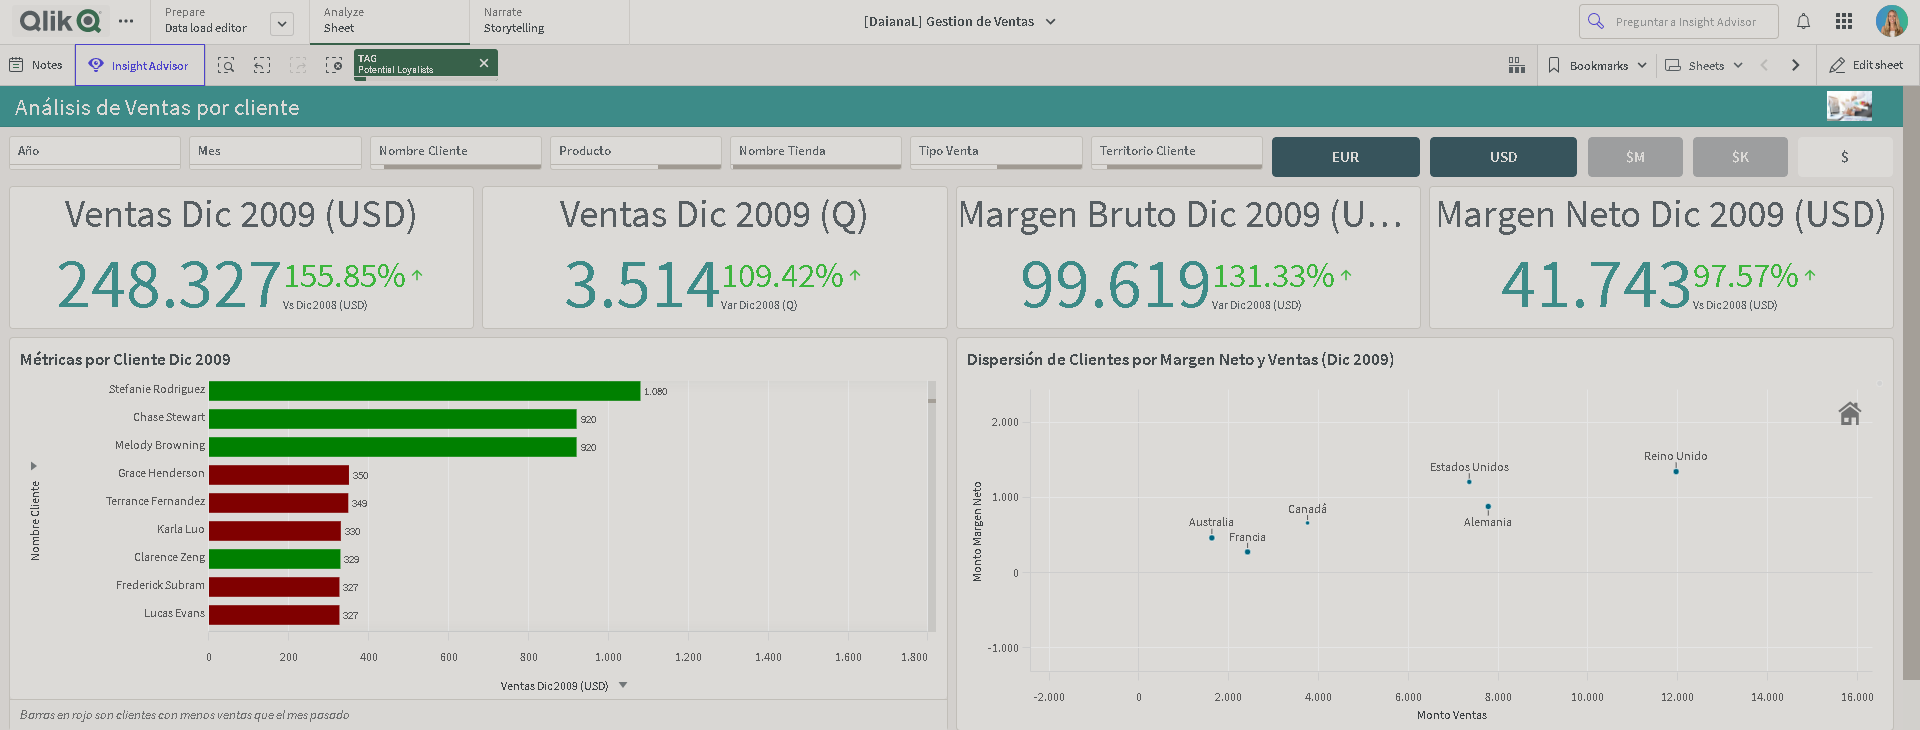 Qlik
Prepare
Data load editor
Analyze
Sheet
Narrate
Storytelling
[DaianaL] Gestion de Ventas
Preguntar a Insight Advisor
Notes
Insight Advisor
TAG
Potential Loyalists
Bookmarks
Sheets
Edit sheet
Análisis de Ventas por cliente
Año
Mes
Nombre Cliente
Producto
Nombre Tienda
Tipo Venta
Territorio Cliente
EUR
USD
$M
$K
$
Ventas Dic 2009 (USD)
248.327
155.85%
Vs Dic2008 (USD)
Ventas Dic 2009 (Q)
3.514
109.42%
Var Dic2008 (Q)
Margen Bruto Dic 2009 (U...
99.619
131.33%
Var Dic2008 (USD)
Margen Neto Dic 2009 (USD)
41.743
97.57%
Vs Dic2008 (USD)
Métricas por Cliente Dic 2009
Nombre Cliente
Stefanie Rodriguez 1.080
Chase Stewart 920
Melody Browning 920
Grace Henderson 350
Terrance Fernandez 349
Karla Luo 330
Clarence Zeng 329
Frederick Subram 327
Lucas Evans 327
0 200 400 600 800 1.000 1.200 1.400 1.600 1.800
Ventas Dic2009 (USD)
Barras en rojo son clientes con menos ventas que el mes pasado
Dispersión de Clientes por Margen Neto y Ventas (Dic 2009)
Monto Margen Neto
2.000
1.000
0
-1.000
Reino Unido
Estados Unidos
Canadá
Australia
Alemania
Francia
-2.000 0 2.000 4.000 6.000 8.000 10.000 12.000 14.000 16.000
Monto Ventas